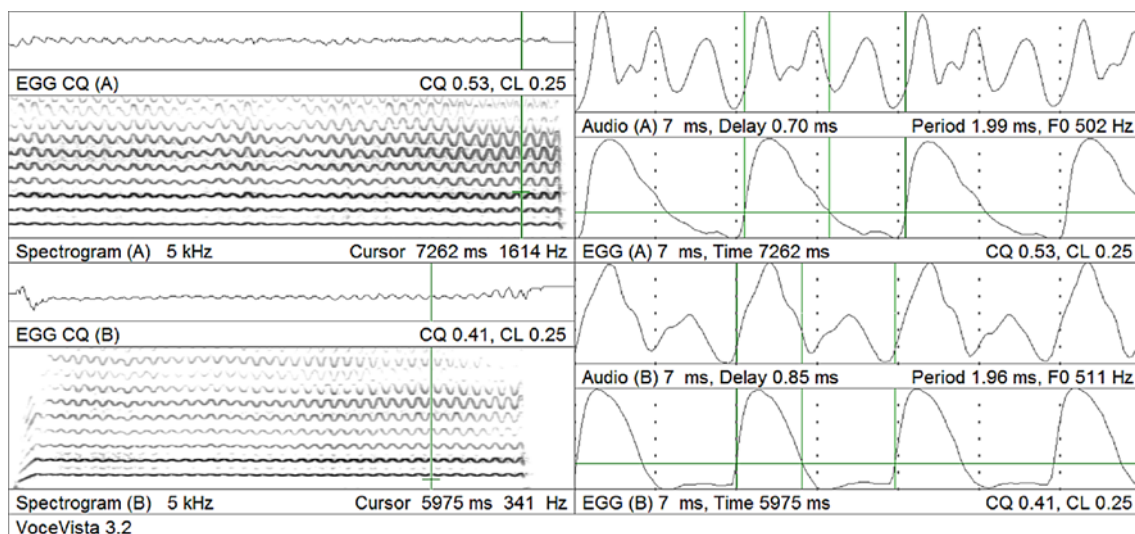 EGG CQ (A) CQ 0.53, CL 0.25
Spectrogram (A) 5 kHz Cursor 7262 ms 1614 Hz
EGG CQ (B) CQ 0.41, CL 0.25
Spectrogram (B) 5 kHz Cursor 5975 ms 341 Hz
VoceVista 3.2
Audio (A) 7 ms, Delay 0.70 ms Period 1.99 ms, F0 502 Hz
EGG (A) 7 ms, Time 7262 ms CQ 0.53, CL 0.25
Audio (B) 7 ms, Delay 0.85 ms Period 1.96 ms, F0 511 Hz
EGG (B) 7 ms, Time 5975 ms CQ 0.41, CL 0.25